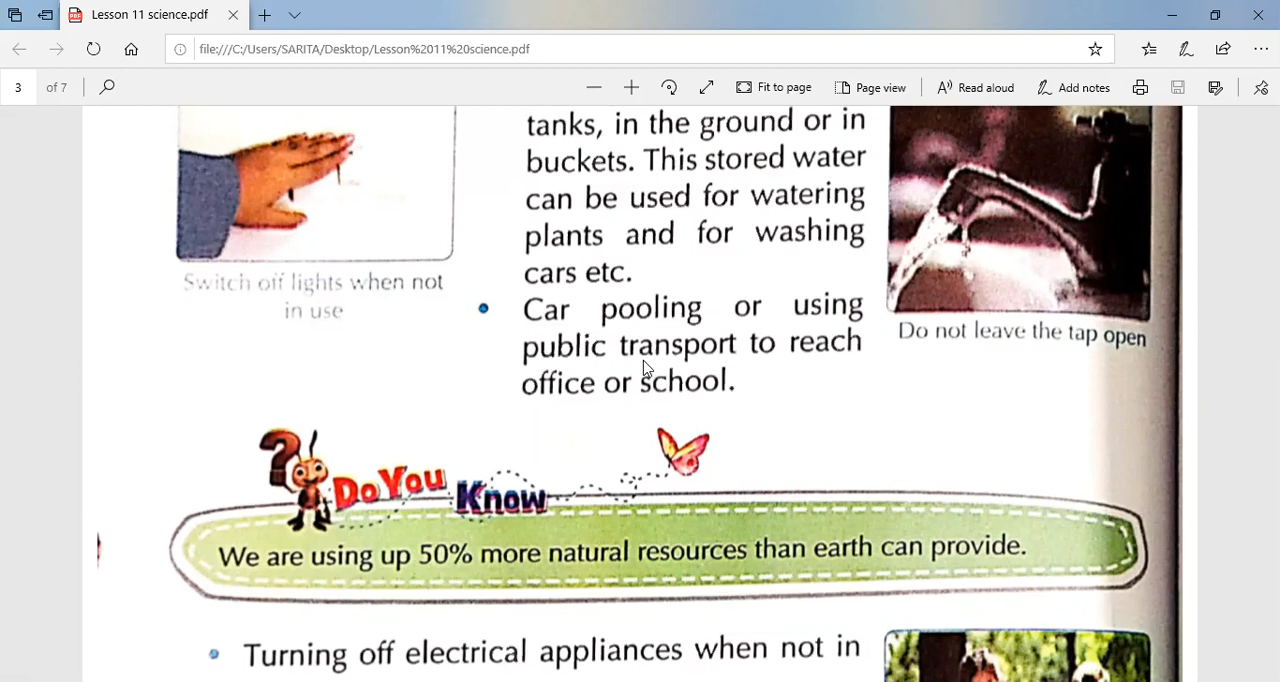 Lesson 11 science.pdf
file:///C:/Users/SARITA/Desktop/Lesson%2011%20science.pdf
3 of 7
Fit to page
Page view
Read aloud
Add notes
tanks, in the ground or in
buckets. This stored water
can be used for watering
plants and for washing
cars etc.
Switch off lights when not
in use
• Car pooling or using
public transport to reach
office or school.
Do not leave the tap open
Do You Know
We are using up 50% more natural resources than earth can provide.
• Turning off electrical appliances when not in